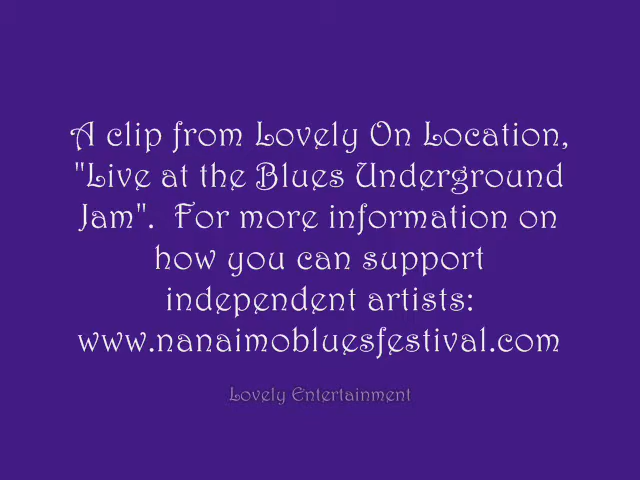 A clip from Lovely On Location,
"Live at the Blues Underground
Jam".  For more information on
how you can support
independent artists:
www.nanaimobluesfestival.com
Lovely Entertainment